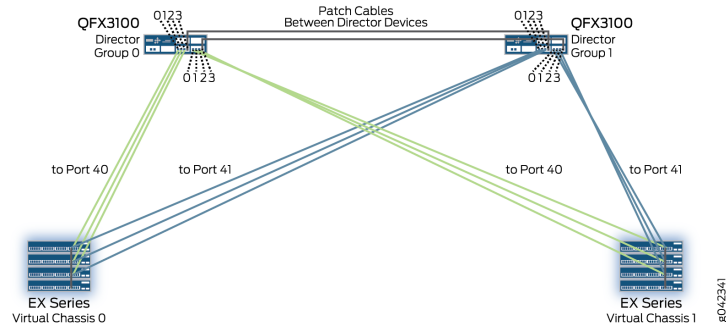 QFX3100
Director
Group 0
0123
0123
Patch Cables
Between Director Devices
0123
QFX3100
Director
Group 1
0123
to Port 40
to Port 41
to Port 40
to Port 41
EX Series
Virtual Chassis 0
EX Series
Virtual Chassis 1
g042341